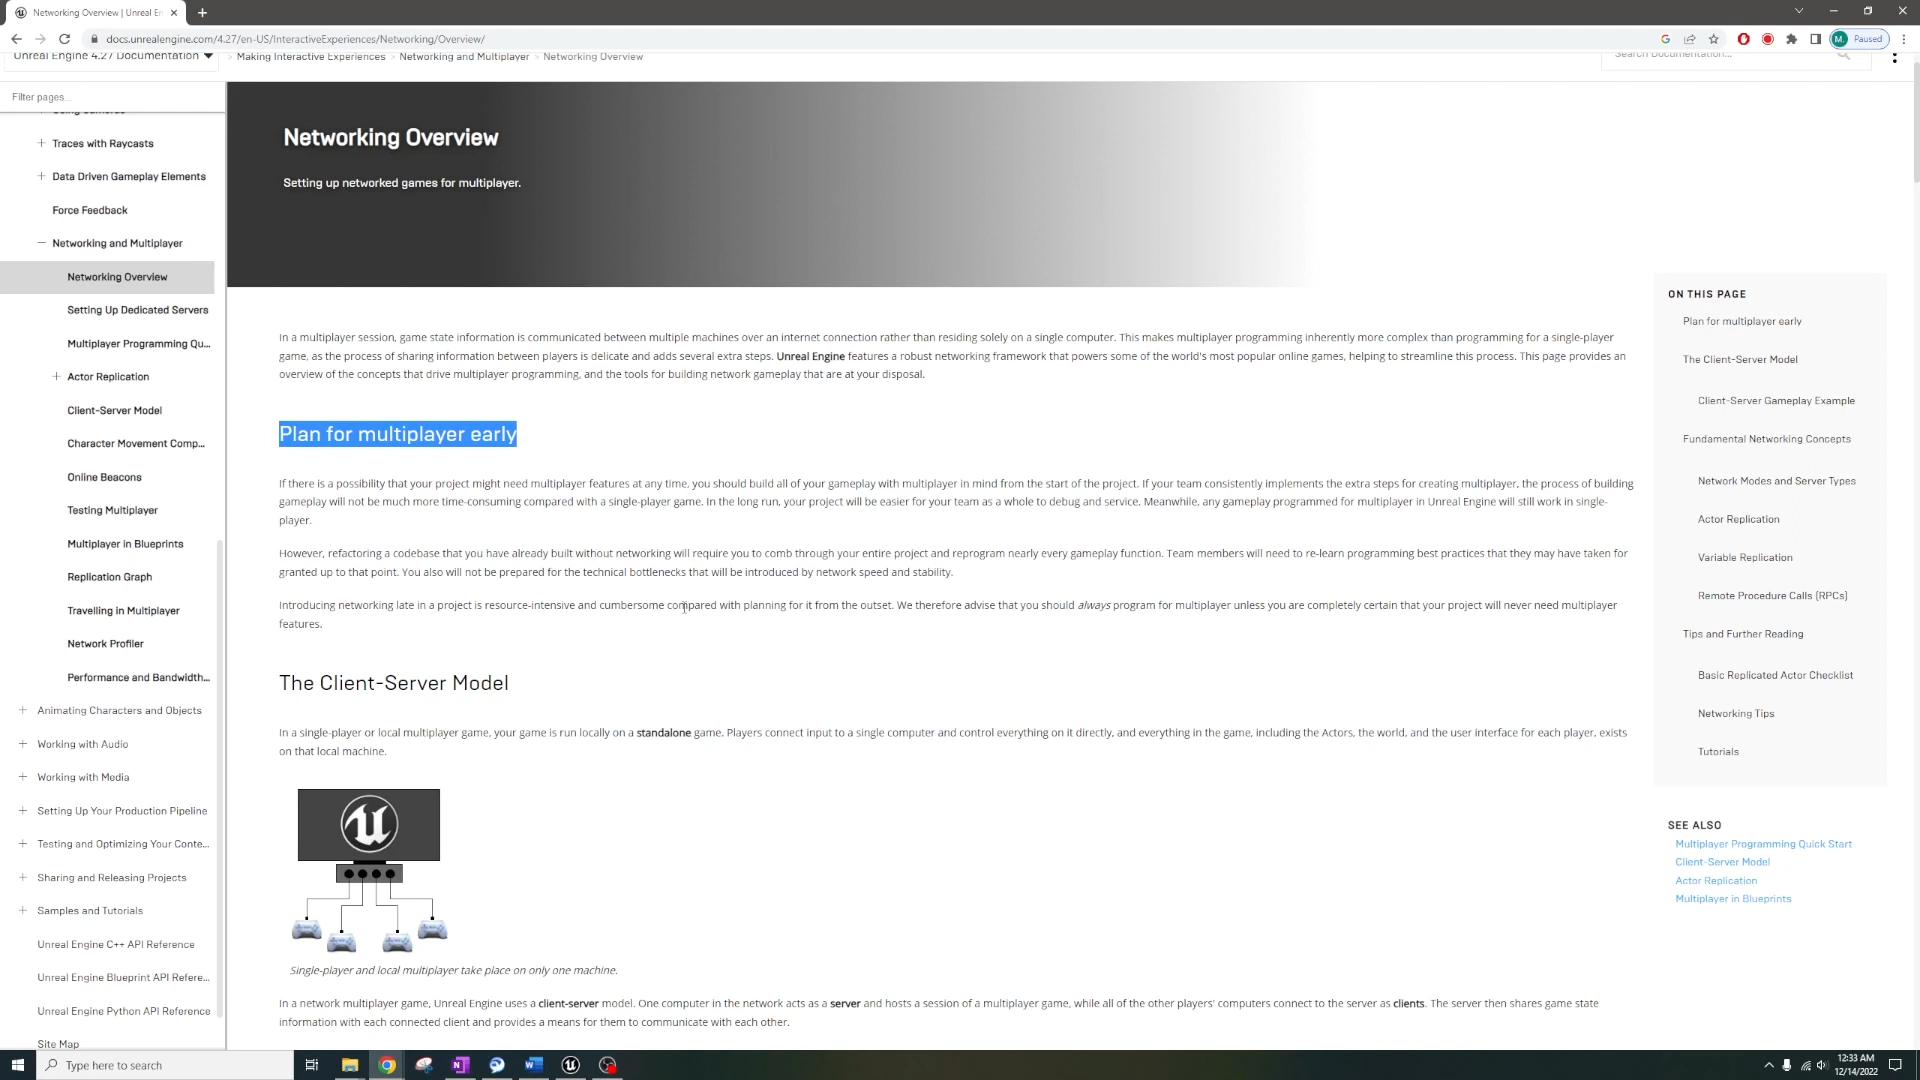 Networking Overview | Unreal En
docs.unrealengine.com/4.27/en-US/InteractiveExperiences/Networking/Overview/
Paused
Unreal Engine 4.27 Documentation
> Making Interactive Experiences > Networking and Multiplayer > Networking Overview
Search Documentation...
Filter pages...
Using Cameras
Traces with Raycasts
Data Driven Gameplay Elements
Force Feedback
Networking and Multiplayer
Networking Overview
Setting Up Dedicated Servers
Multiplayer Programming Qu...
Actor Replication
Client-Server Model
Character Movement Comp...
Online Beacons
Testing Multiplayer
Multiplayer in Blueprints
Replication Graph
Travelling in Multiplayer
Network Profiler
Performance and Bandwidth...
Animating Characters and Objects
Working with Audio
Working with Media
Setting Up Your Production Pipeline
Testing and Optimizing Your Conte...
Sharing and Releasing Projects
Samples and Tutorials
Unreal Engine C++ API Reference
Unreal Engine Blueprint API Refere...
Unreal Engine Python API Reference
Site Map
Networking Overview
Setting up networked games for multiplayer.
In a multiplayer session, game state information is communicated between multiple machines over an internet connection rather than residing solely on a single computer. This makes multiplayer programming inherently more complex than programming for a single-player
game, as the process of sharing information between players is delicate and adds several extra steps. Unreal Engine features a robust networking framework that powers some of the world's most popular online games, helping to streamline this process. This page provides an
overview of the concepts that drive multiplayer programming, and the tools for building network gameplay that are at your disposal.
Plan for multiplayer early
If there is a possibility that your project might need multiplayer features at any time, you should build all of your gameplay with multiplayer in mind from the start of the project. If your team consistently implements the extra steps for creating multiplayer, the process of building
gameplay will not be much more time-consuming compared with a single-player game. In the long run, your project will be easier for your team as a whole to debug and service. Meanwhile, any gameplay programmed for multiplayer in Unreal Engine will still work in single-
player.
However, refactoring a codebase that you have already built without networking will require you to comb through your entire project and reprogram nearly every gameplay function. Team members will need to re-learn programming best practices that they may have taken for
granted up to that point. You also will not be prepared for the technical bottlenecks that will be introduced by network speed and stability.
Introducing networking late in a project is resource-intensive and cumbersome compared with planning for it from the outset. We therefore advise that you should always program for multiplayer unless you are completely certain that your project will never need multiplayer
features.
The Client-Server Model
In a single-player or local multiplayer game, your game is run locally on a standalone game. Players connect input to a single computer and control everything on it directly, and everything in the game, including the Actors, the world, and the user interface for each player, exists
on that local machine.
Single-player and local multiplayer take place on only one machine.
In a network multiplayer game, Unreal Engine uses a client-server model. One computer in the network acts as a server and hosts a session of a multiplayer game, while all of the other players' computers connect to the server as clients. The server then shares game state
information with each connected client and provides a means for them to communicate with each other.
ON THIS PAGE
Plan for multiplayer early
The Client-Server Model
Client-Server Gameplay Example
Fundamental Networking Concepts
Network Modes and Server Types
Actor Replication
Variable Replication
Remote Procedure Calls (RPCs)
Tips and Further Reading
Basic Replicated Actor Checklist
Networking Tips
Tutorials
SEE ALSO
Multiplayer Programming Quick Start
Client-Server Model
Actor Replication
Multiplayer in Blueprints
Type here to search
12:33 AM
12/14/2022